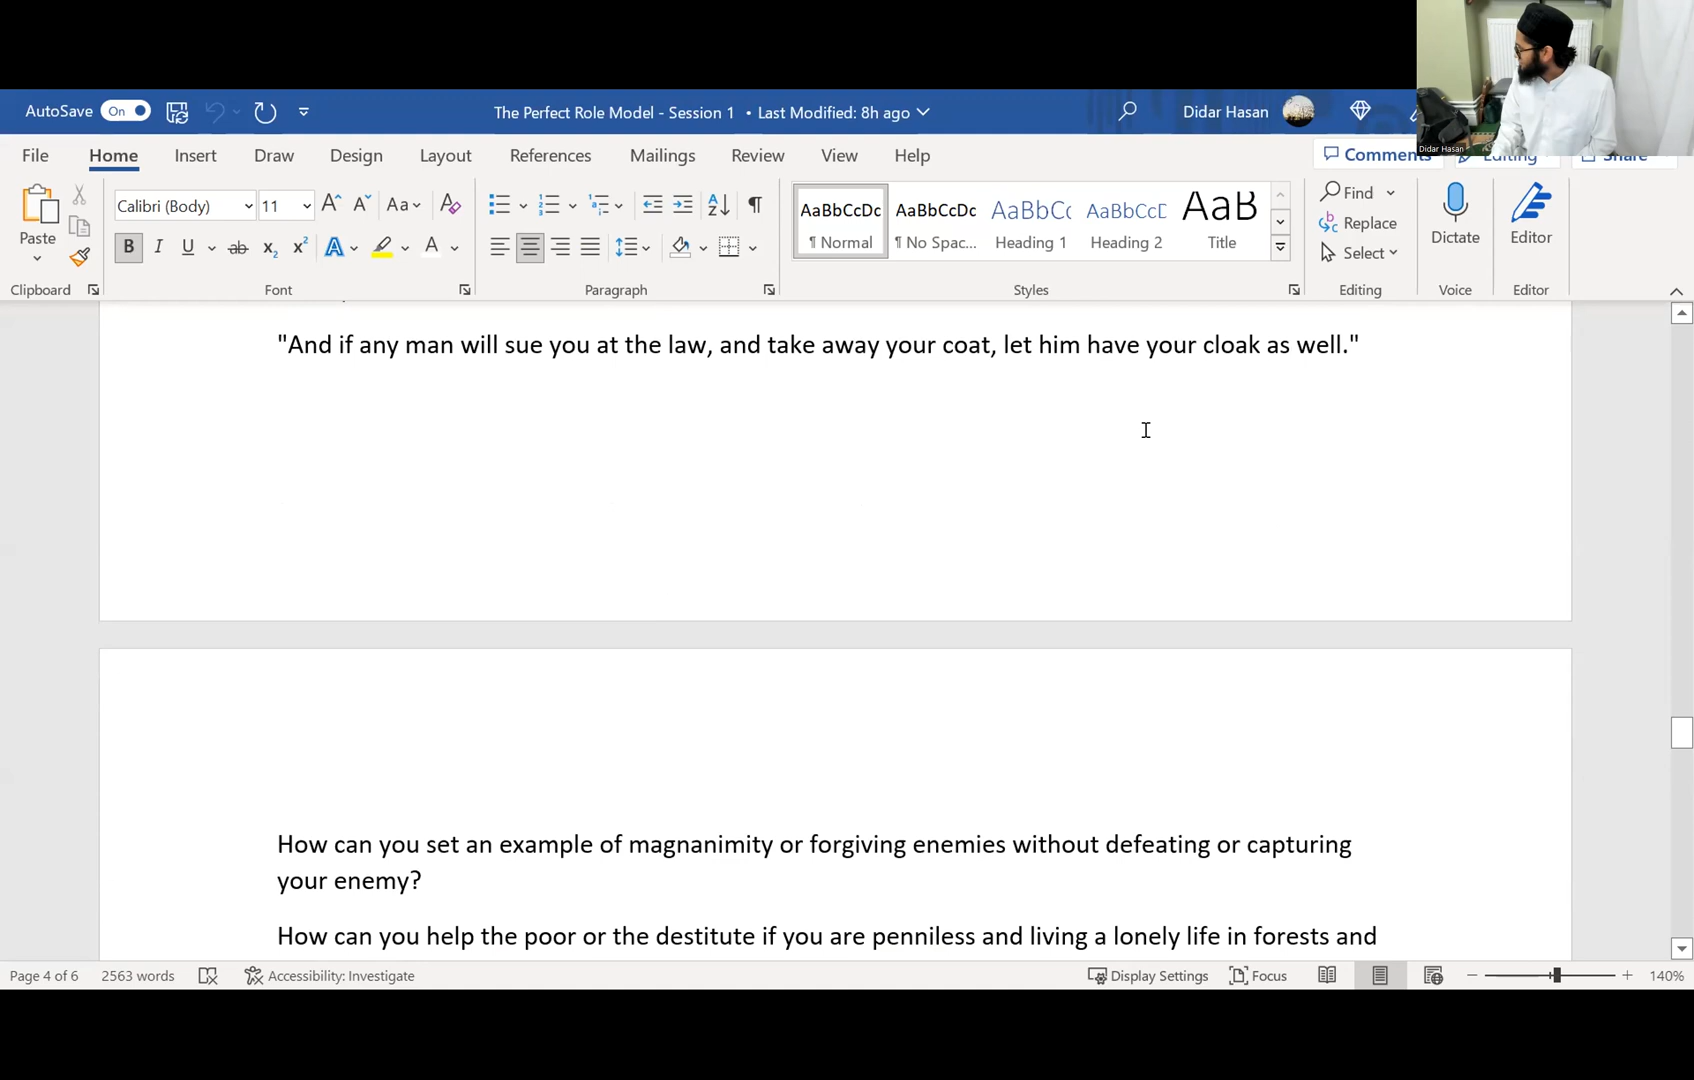 AutoSave On
The Perfect Role Model - Session 1 • Last Modified: 8h ago
Didar Hasan
Didar Hasan
File Home Insert Draw Design Layout References Mailings Review View Help
Comments Editing Share
Paste
Clipboard
Calibri (Body) 11
Font
Paragraph
AaBbCcDc AaBbCcDc AaBbCc AaBbCcD AaB
¶ Normal ¶ No Spac... Heading 1 Heading 2 Title
Styles
Find
Replace
Select
Editing
Dictate
Voice
Editor
Editor
"And if any man will sue you at the law, and take away your coat, let him have your cloak as well."
How can you set an example of magnanimity or forgiving enemies without defeating or capturing
your enemy?
How can you help the poor or the destitute if you are penniless and living a lonely life in forests and
Page 4 of 6 2563 words Accessibility: Investigate Display Settings Focus 140%